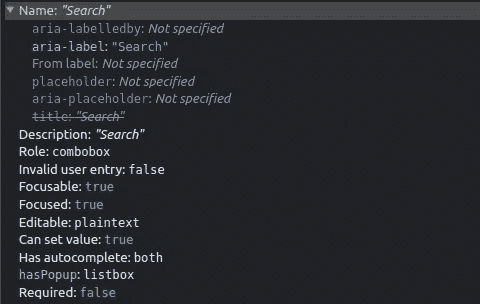 Name: "Search"
aria-labelledby: Not specified
aria-label: "Search"
From label: Not specified
placeholder: Not specified
aria-placeholder: Not specified
title: "Search"
Description: "Search"
Role: combobox
Invalid user entry: false
Focusable: true
Focused: true
Editable: plaintext
Can set value: true
Has autocomplete: both
hasPopup: listbox
Required: false